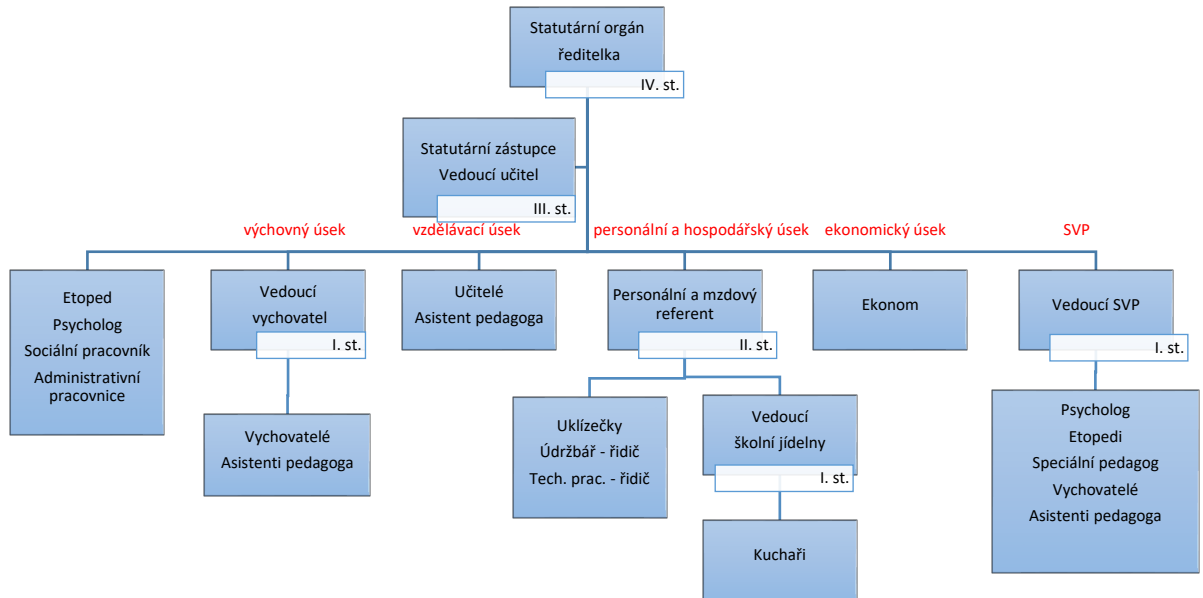 Statutární orgán
ředitelka
IV. st.
Statutární zástupce
Vedoucí učitel
III. st.
výchovný úsek
vzdělávací úsek
personální a hospodářský úsek
ekonomický úsek
SVP
Etoped
Psycholog
Sociální pracovník
Administrativní
pracovnice
Vedoucí
vychovatel
I. st.
Učitelé
Asistent pedagoga
Personální a mzdový
referent
II. st.
Ekonom
Vedoucí SVP
I. st.
Vychovatelé
Asistenti pedagoga
Uklízečky
Údržbář - řidič
Tech. prac. - řidič
Vedoucí
školní jídelny
I. st.
Kuchaři
Psycholog
Etopedi
Speciální pedagog
Vychovatelé
Asistenti pedagoga